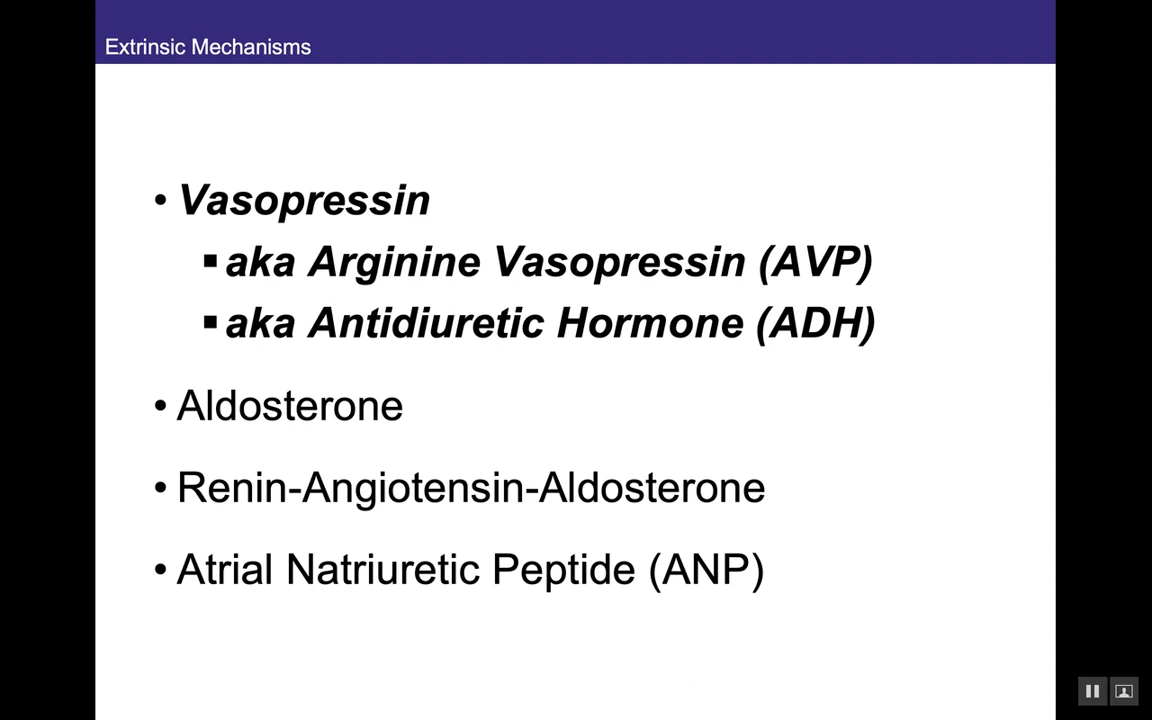 Extrinsic Mechanisms
• Vasopressin
▪ aka Arginine Vasopressin (AVP)
▪ aka Antidiuretic Hormone (ADH)
• Aldosterone
• Renin-Angiotensin-Aldosterone
• Atrial Natriuretic Peptide (ANP)